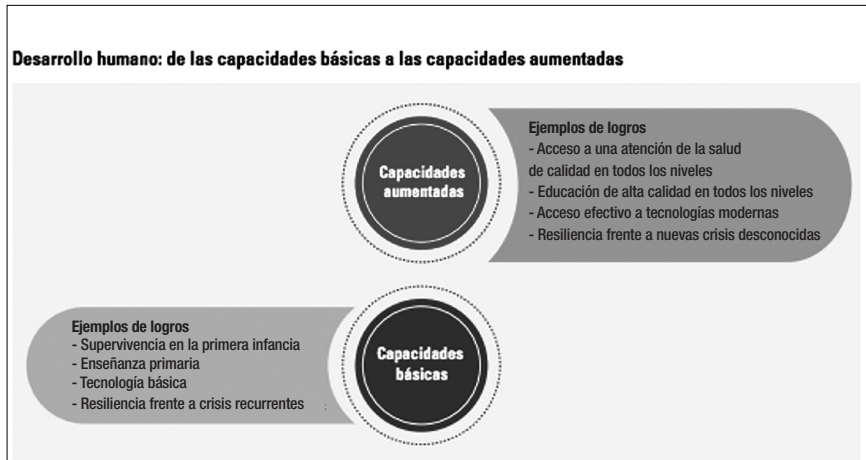 Desarrollo humano: de las capacidades básicas a las capacidades aumentadas
Capacidades
aumentadas
Ejemplos de logros
- Acceso a una atención de la salud
de calidad en todos los niveles
- Educación de alta calidad en todos los niveles
- Acceso efectivo a tecnologías modernas
- Resiliencia frente a nuevas crisis desconocidas
Ejemplos de logros
- Supervivencia en la primera infancia
- Enseñanza primaria
- Tecnología básica
- Resiliencia frente a crisis recurrentes
Capacidades
básicas